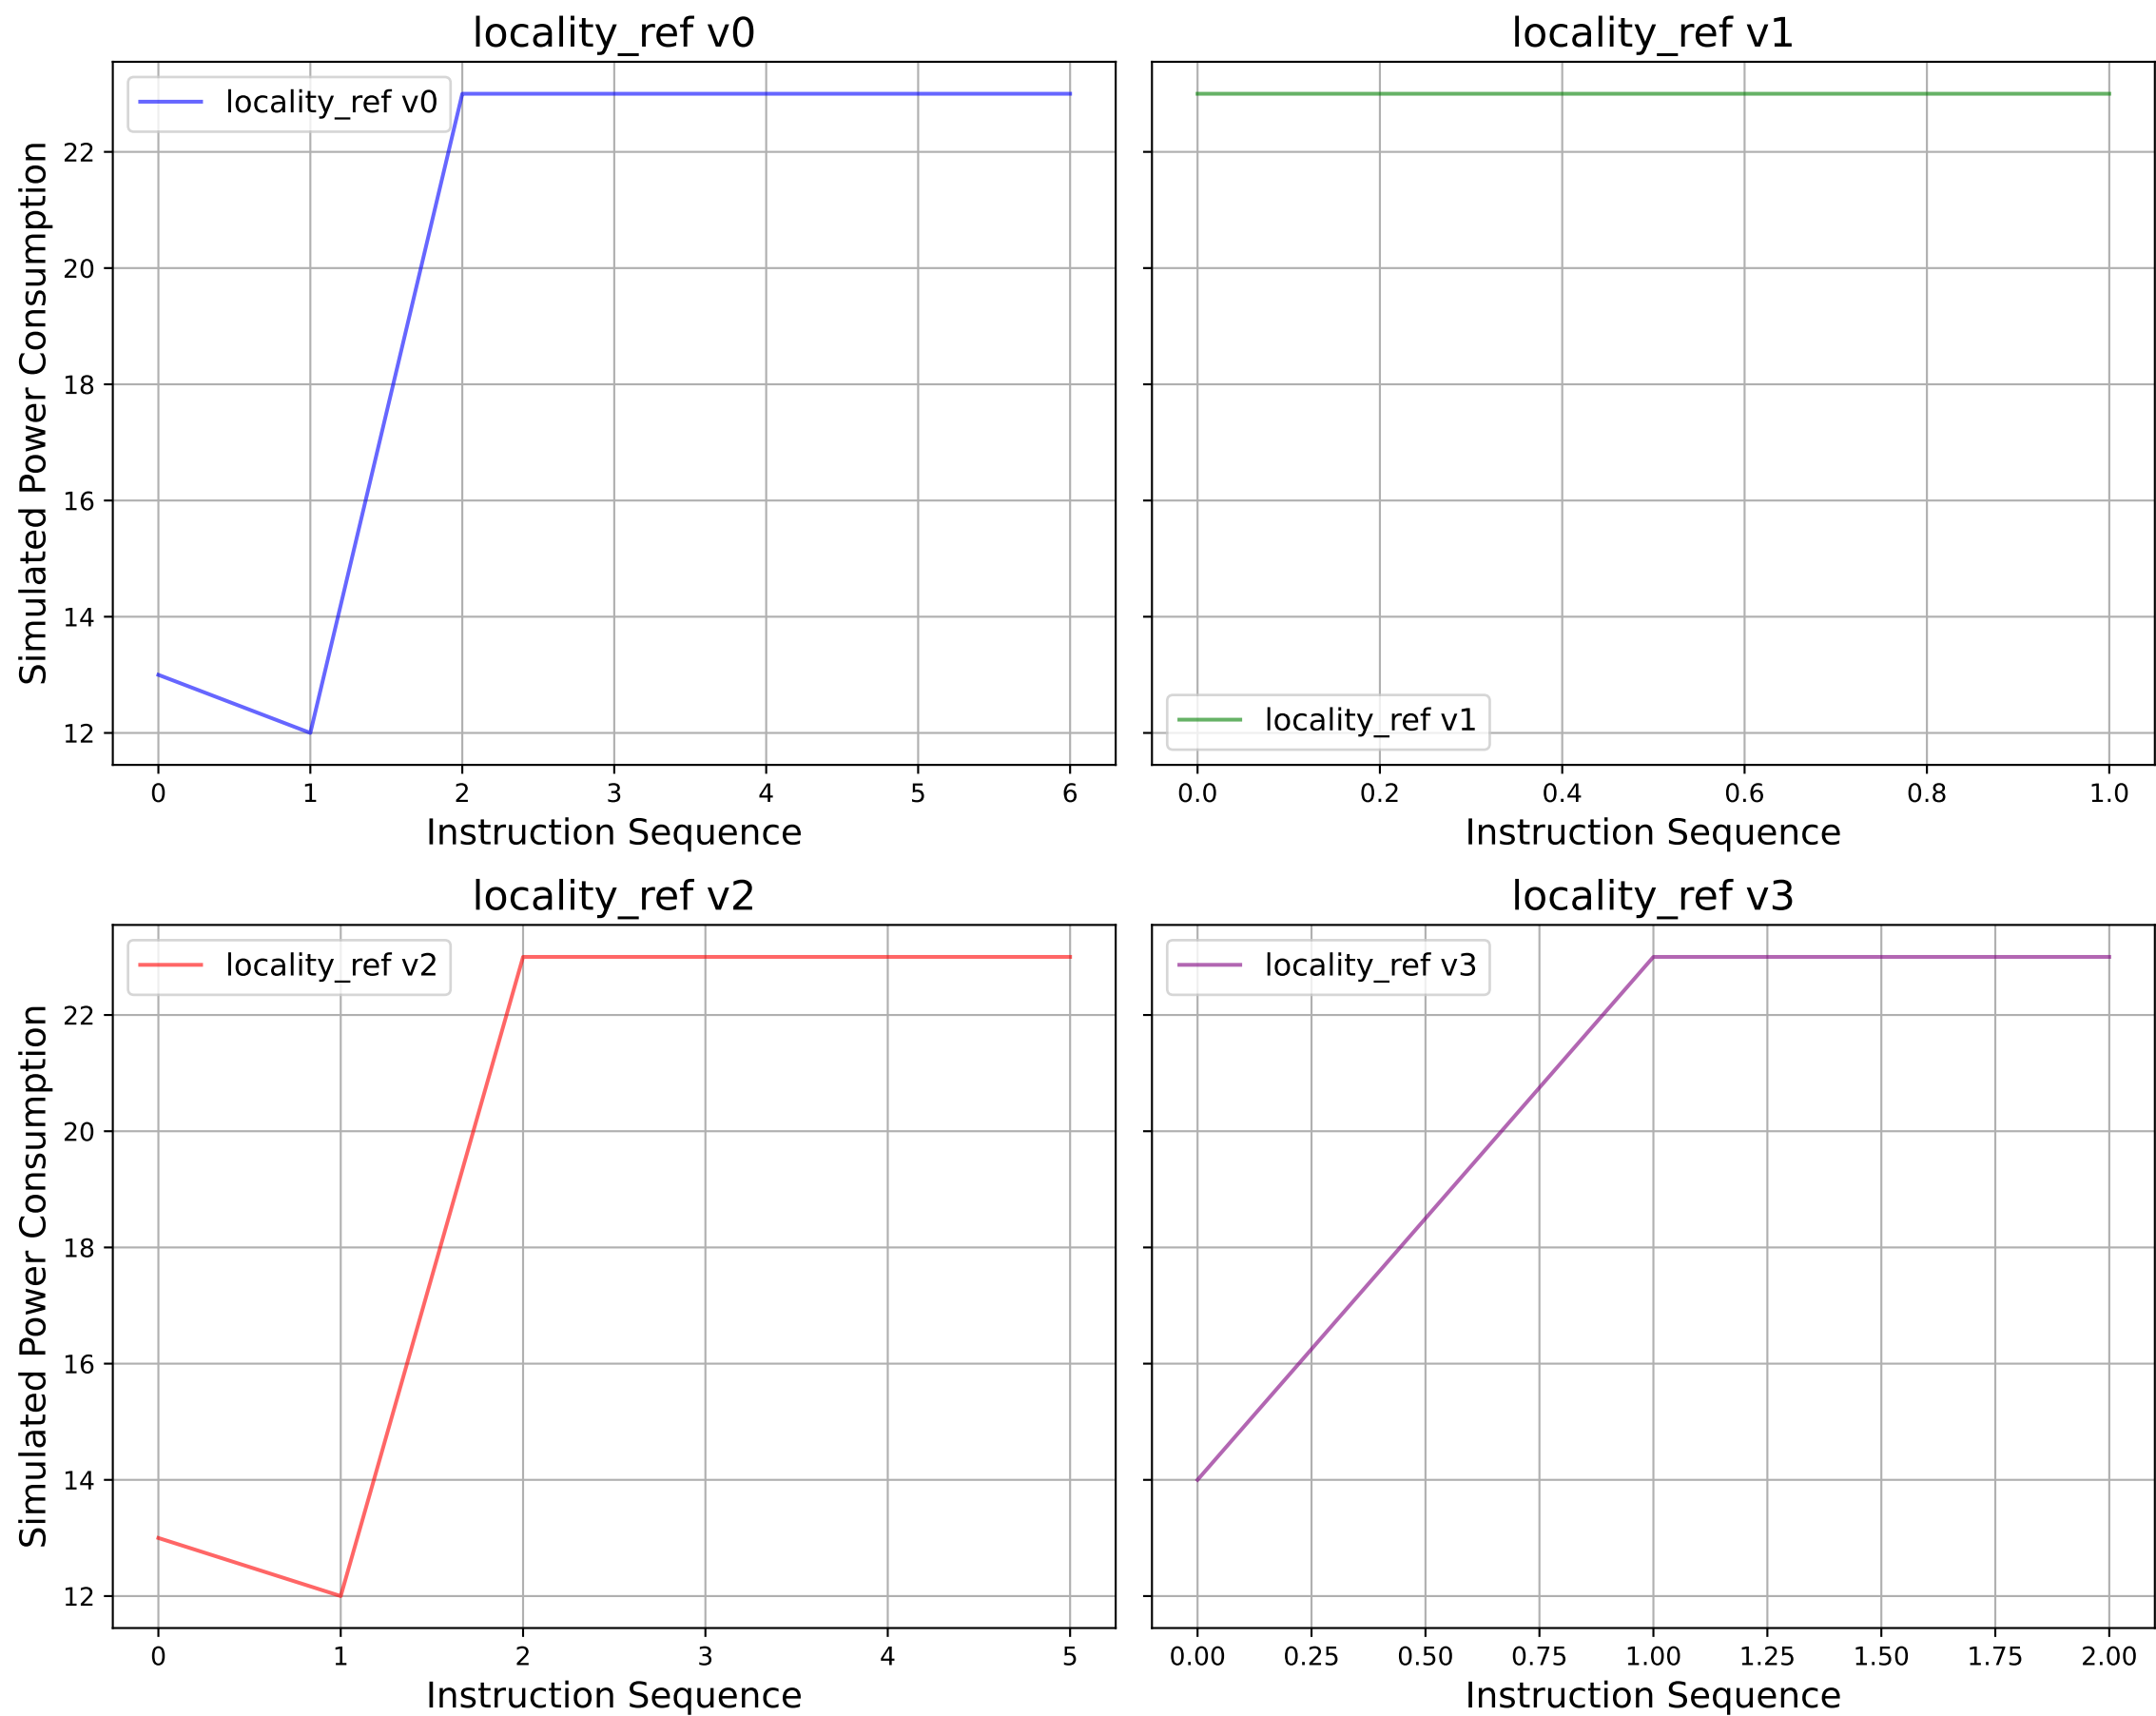 locality_ref v0
locality_ref v0
Simulated Power Consumption
22
20
18
16
14
12
0 1 2 3 4 5 6
Instruction Sequence
locality_ref v1
locality_ref v1
0.0 0.2 0.4 0.6 0.8 1.0
Instruction Sequence
locality_ref v2
locality_ref v2
Simulated Power Consumption
22
20
18
16
14
12
0 1 2 3 4 5
Instruction Sequence
locality_ref v3
locality_ref v3
0.00 0.25 0.50 0.75 1.00 1.25 1.50 1.75 2.00
Instruction Sequence